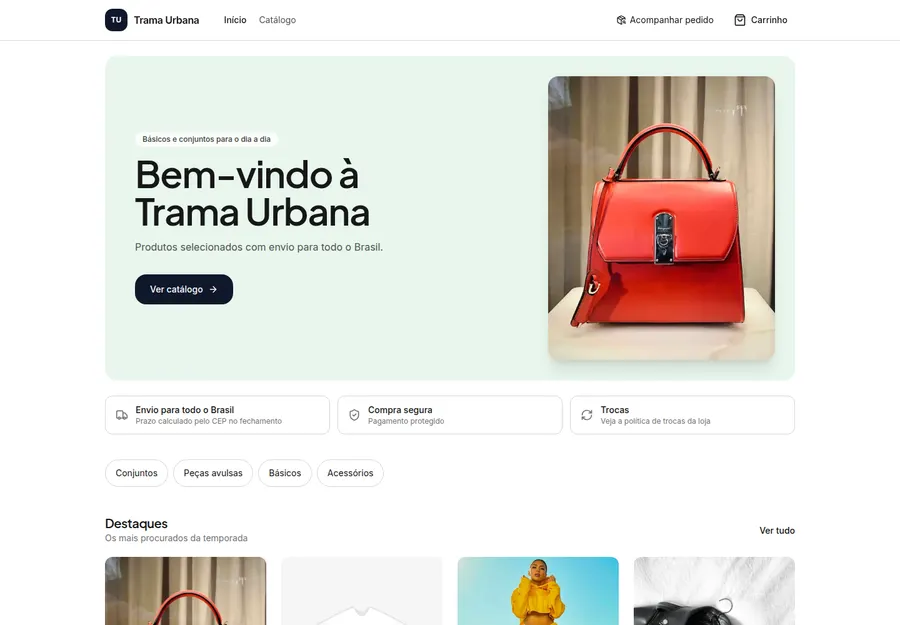 TU
Trama Urbana
Início
Catálogo
Acompanhar pedido
Carrinho
Básicos e conjuntos para o dia a dia
Bem-vindo à
Trama Urbana
Produtos selecionados com envio para todo o Brasil.
Ver catálogo →
Envio para todo o Brasil
Prazo calculado pelo CEP no fechamento
Compra segura
Pagamento protegido
Trocas
Veja a política de trocas da loja
Conjuntos
Peças avulsas
Básicos
Acessórios
Destaques
Os mais procurados da temporada
Ver tudo